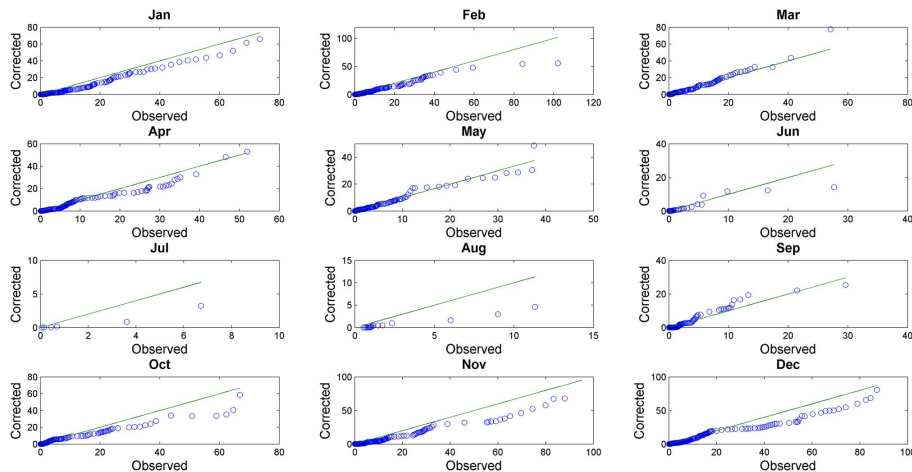 Jan
Feb
Mar
80
60
40
20
0
Corrected
0 20 40 60 80
Observed
100
50
0
Corrected
0 20 40 60 80 100 120
Observed
80
60
40
20
0
Corrected
0 20 40 60 80
Observed
Apr
May
Jun
60
40
20
0
Corrected
0 10 20 30 40 50 60
Observed
40
20
0
Corrected
0 10 20 30 40 50
Observed
40
20
0
Corrected
0 10 20 30 40
Observed
Jul
Aug
Sep
10
5
0
Corrected
0 2 4 6 8 10
Observed
15
10
5
0
Corrected
0 5 10 15
Observed
40
20
0
Corrected
0 10 20 30 40
Observed
Oct
Nov
Dec
80
60
40
20
0
Corrected
0 20 40 60 80
Observed
100
50
0
Corrected
0 20 40 60 80 100
Observed
100
50
0
Corrected
0 20 40 60 80 100
Observed